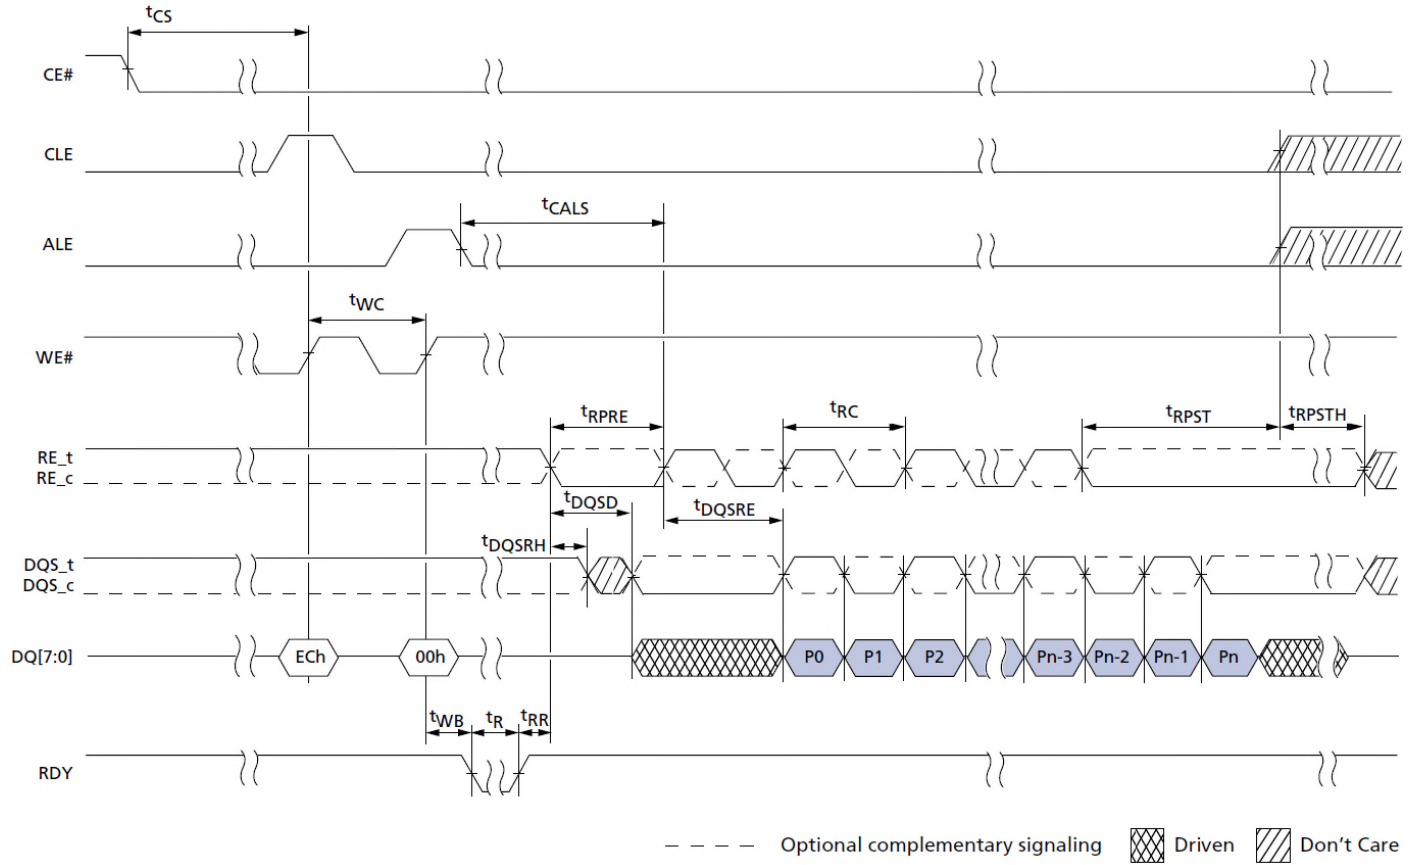 tCS
CE#
CLE
tCALS
ALE
tWC
WE#
tRPRE tRC tRPST tRPSTH
RE_t
RE_c
tDQSD tDQSRE
tDQSRH
DQS_t
DQS_c
DQ[7:0] ECh 00h P0 P1 P2 Pn-3 Pn-2 Pn-1 Pn
tWB tR tRR
RDY
Optional complementary signaling Driven Don't Care